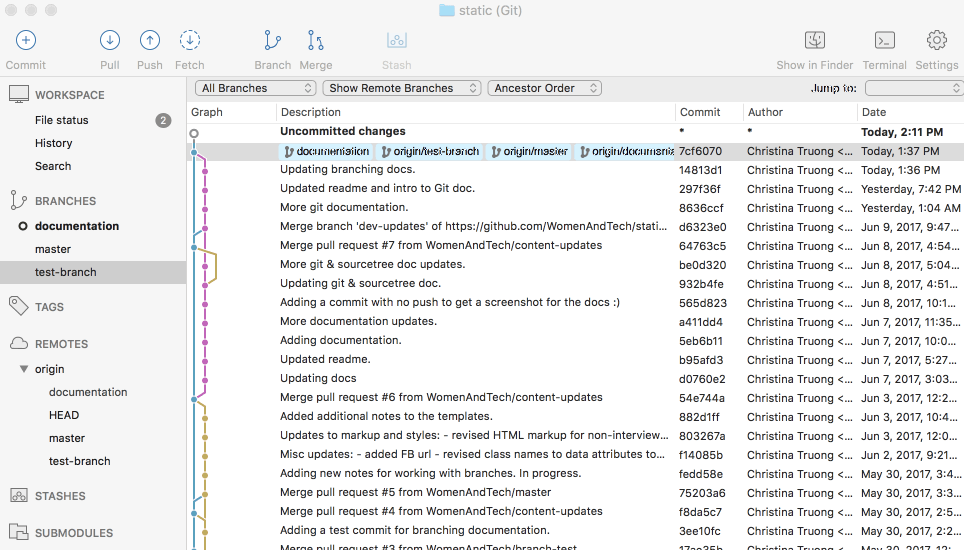 static (Git)
Commit Pull Push Fetch Branch Merge Stash Show in Finder Terminal Settings
WORKSPACE
File status 2
History
Search
BRANCHES
documentation
master
test-branch
TAGS
REMOTES
origin
documentation
HEAD
master
test-branch
STASHES
SUBMODULES
All Branches Show Remote Branches Ancestor Order Jump to:
Graph Description Commit Author Date
Uncommitted changes * * Today, 2:11 PM
documentation origin/test-branch origin/master origin/documenta 7cf6070 Christina Truong <... Today, 1:37 PM
Updating branching docs. 14813d1 Christina Truong <... Today, 1:36 PM
Updated readme and intro to Git doc. 297f36f Christina Truong <... Yesterday, 7:42 PM
More git documentation. 8636ccf Christina Truong <... Yesterday, 1:04 AM
Merge branch 'dev-updates' of https://github.com/WomenAndTech/stati... d6323e0 Christina Truong <... Jun 9, 2017, 9:47...
Merge pull request #7 from WomenAndTech/content-updates 64763c5 Christina Truong <... Jun 8, 2017, 4:54...
More git & sourcetree doc updates. be0d320 Christina Truong <... Jun 8, 2017, 5:04...
Updating git & sourcetree doc. 932b4fe Christina Truong <... Jun 8, 2017, 4:51...
Adding a commit with no push to get a screenshot for the docs :) 565d823 Christina Truong <... Jun 8, 2017, 10:1...
More documentation updates. a411dd4 Christina Truong <... Jun 7, 2017, 11:35...
Adding documentation. 5eb6b11 Christina Truong <... Jun 7, 2017, 10:0...
Updated readme. b95afd3 Christina Truong <... Jun 7, 2017, 5:27...
Updating docs d0760e2 Christina Truong <... Jun 7, 2017, 3:03...
Merge pull request #6 from WomenAndTech/content-updates 54e744a Christina Truong <... Jun 3, 2017, 12:2...
Added additional notes to the templates. 882d1ff Christina Truong <... Jun 3, 2017, 10:4...
Updates to markup and styles: - revised HTML markup for non-interview... 803267a Christina Truong <... Jun 3, 2017, 12:0...
Misc updates: - added FB url - revised class names to data attributes to... f14085b Christina Truong <... Jun 2, 2017, 9:21...
Adding new notes for working with branches. In progress. fedd58e Christina Truong <... May 30, 2017, 3:4...
Merge pull request #5 from WomenAndTech/master 75203a6 Christina Truong <... May 30, 2017, 3:3...
Merge pull request #4 from WomenAndTech/content-updates f8da5c7 Christina Truong <... May 30, 2017, 2:5...
Adding a test commit for branching documentation. 3ee10fc Christina Truong <... May 30, 2017, 2:2...
Merge pull request #3 from WomenAndTech/branch-test Christina Truong <... May 30, 2017, 12:...